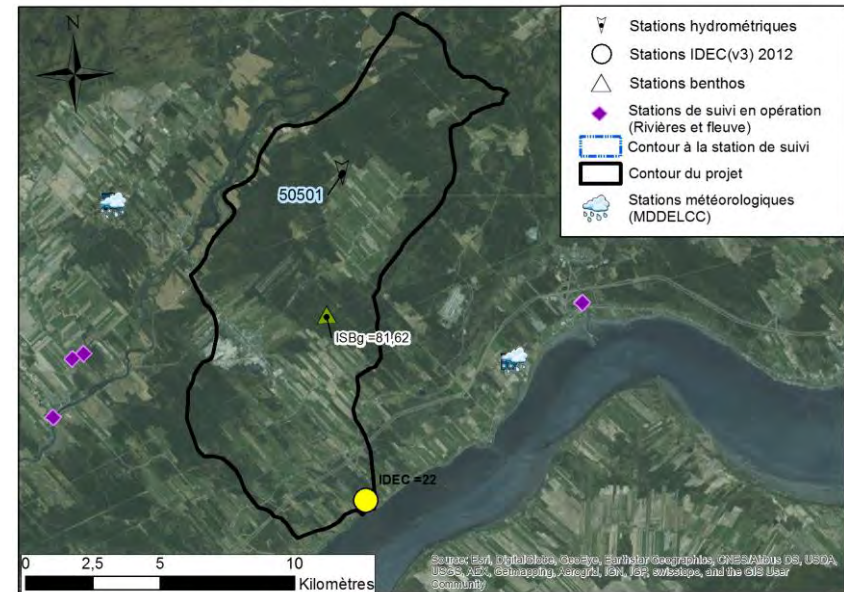 N
Stations hydrométriques
Stations IDEC(v3) 2012
Stations benthos
Stations de suivi en opération
(Rivières et fleuve)
Contour à la station de suivi
Contour du projet
Stations météorologiques
(MDDELCC)
50501
ISBg =81,62
IDEC =22
0 2,5 5 10
Kilomètres
Source: Esri, DigitalGlobe, GeoEye, Earthstar Geographics, CNES/Airbus DS, USDA,
USGS, AEX, Getmapping, Aerogrid, IGN, IGP, swisstopo, and the GIS User
Community